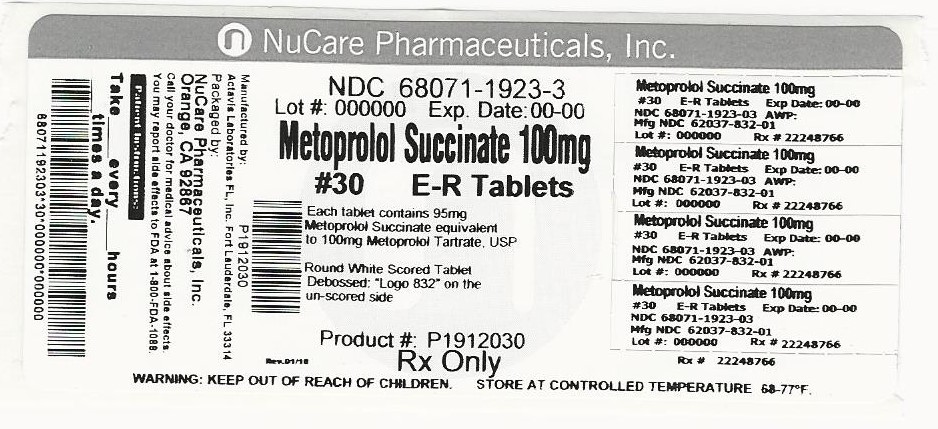 n NuCare Pharmaceuticals, Inc.
68071192303*30*000000*000000
Take ____ every ____ hours
____ times a day.
Patient Instructions:
Call your doctor for medical advice about side effects.
You may report side effects to FDA at 1-800-FDA-1088.
Manufactured by:
Actavis Laboratories FL, Inc. Fort Lauderdale, FL 33314
Packaged by:
NuCare Pharmaceuticals, Inc.
Orange, CA 92867
P1912030
NDC 68071-1923-3
Lot #: 000000 Exp. Date: 00-00
Metoprolol Succinate 100mg
#30 E-R Tablets
Each tablet contains 95mg
Metoprolol Succinate equivalent
to 100mg Metoprolol Tartrate, USP
Round White Scored Tablet
Debossed: "Logo 832" on the
un-scored side
Product #: P1912030
Rev.01/18
Rx Only
Metoprolol Succinate 100mg
#30 E-R Tablets Exp Date: 00-00
NDC 68071-1923-03 AWP:
Mfg NDC 62037-832-01
Lot #: 000000 Rx # 22248766
Metoprolol Succinate 100mg
#30 E-R Tablets Exp Date: 00-00
NDC 68071-1923-03 AWP:
Mfg NDC 62037-832-01
Lot #: 000000 Rx # 22248766
Metoprolol Succinate 100mg
#30 E-R Tablets Exp Date: 00-00
NDC 68071-1923-03 AWP:
Mfg NDC 62037-832-01
Lot #: 000000 Rx # 22248766
Metoprolol Succinate 100mg
#30 E-R Tablets Exp Date: 00-00
NDC 68071-1923-03
Mfg NDC 62037-832-01
Lot #: 000000 Rx # 22248766
Rx # 22248766
WARNING: KEEP OUT OF REACH OF CHILDREN. STORE AT CONTROLLED TEMPERATURE 68-77°F.